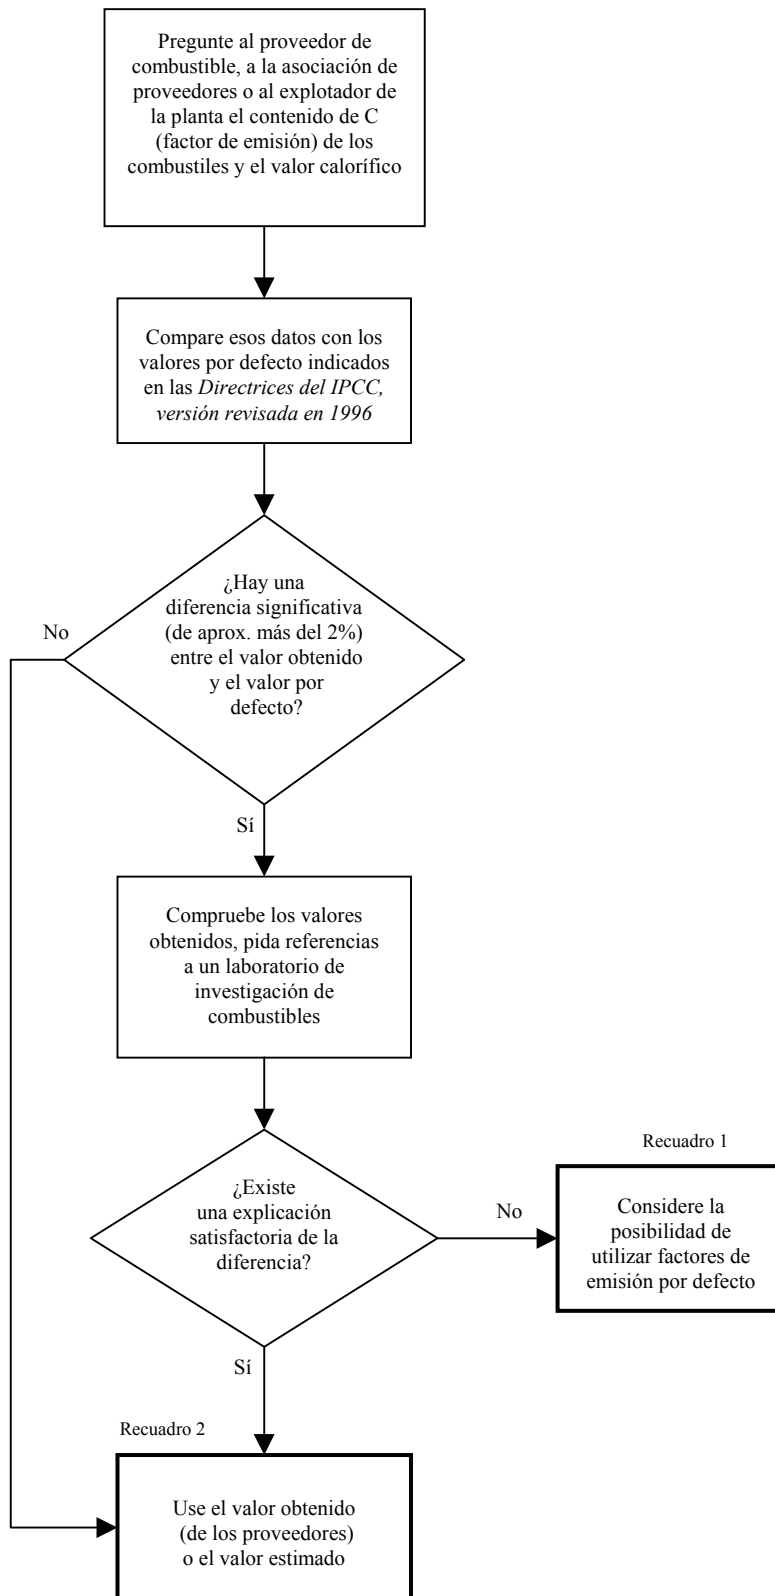 Pregunte al proveedor de
combustible, a la asociación de
proveedores o al explotador de
la planta el contenido de C
(factor de emisión) de los
combustiles y el valor calorífico
Compare esos datos con los
valores por defecto indicados
en las Directrices del IPCC,
versión revisada en 1996
¿Hay una
diferencia significativa
(de aprox. más del 2%)
entre el valor obtenido
y el valor por
defecto?
No
Sí
Compruebe los valores
obtenidos, pida referencias
a un laboratorio de
investigación de
combustibles
¿Existe
una explicación
satisfactoria de la
diferencia?
No
Recuadro 1
Considere la
posibilidad de
utilizar factores de
emisión por defecto
Sí
Recuadro 2
Use el valor obtenido
(de los proveedores)
o el valor estimado